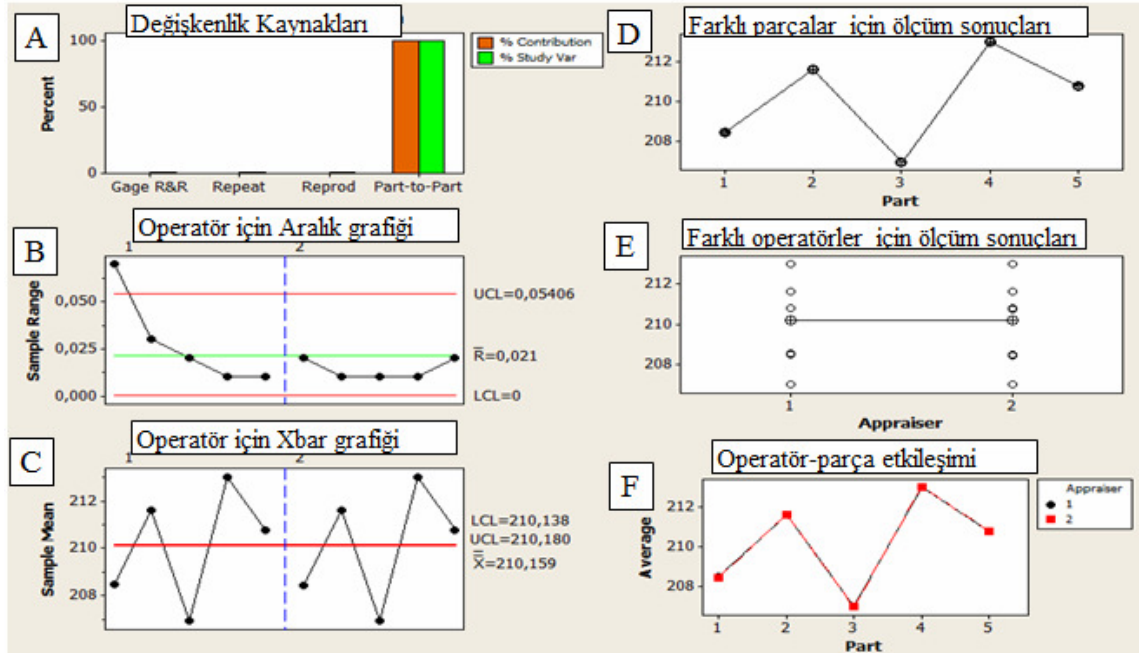 A
Değişkenlik Kaynakları
100
50
0
Percent
Gage R&R Repeat Reprod Part-to-Part
% Contribution
% Study Var
B
Operatör için Aralık grafiği
1 2
0,050
0,025
0,000
Sample Range
UCL=0,05406
R=0,021
LCL=0
C
Operatör için Xbar grafiği
1 2
212
210
208
Sample Mean
LCL=210,138
UCL=210,180
X=210,159
D
Farklı parçalar için ölçüm sonuçları
212
210
208
1 2 3 4 5
Part
E
Farklı operatörler için ölçüm sonuçları
212
210
208
1 2
Appraiser
F
Operatör-parça etkileşimi
212
210
208
Average
1 2 3 4 5
Part
Appraiser
1
2